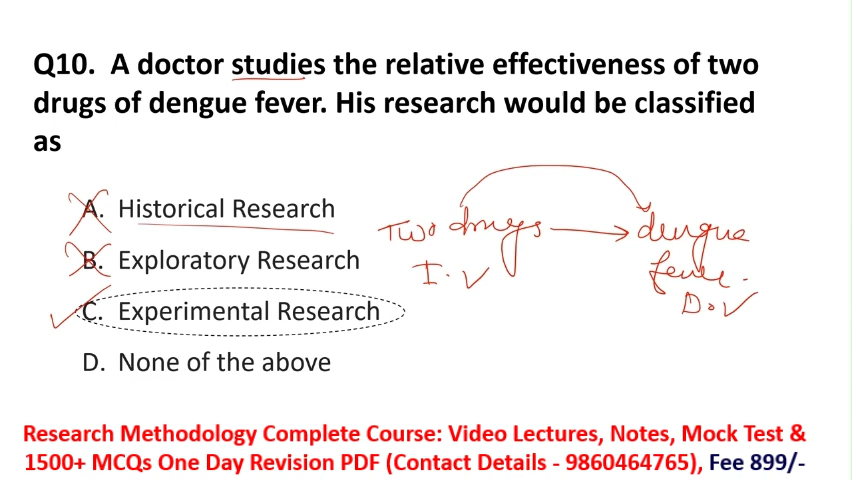 Q10. A doctor studies the relative effectiveness of two
drugs of dengue fever. His research would be classified
as
A. Historical Research
B. Exploratory Research
C. Experimental Research
D. None of the above
Two drugs
I.V
dengue
D.V
Research Methodology Complete Course: Video Lectures, Notes, Mock Test &
1500+ MCQs One Day Revision PDF (Contact Details - 9860464765), Fee 899/-